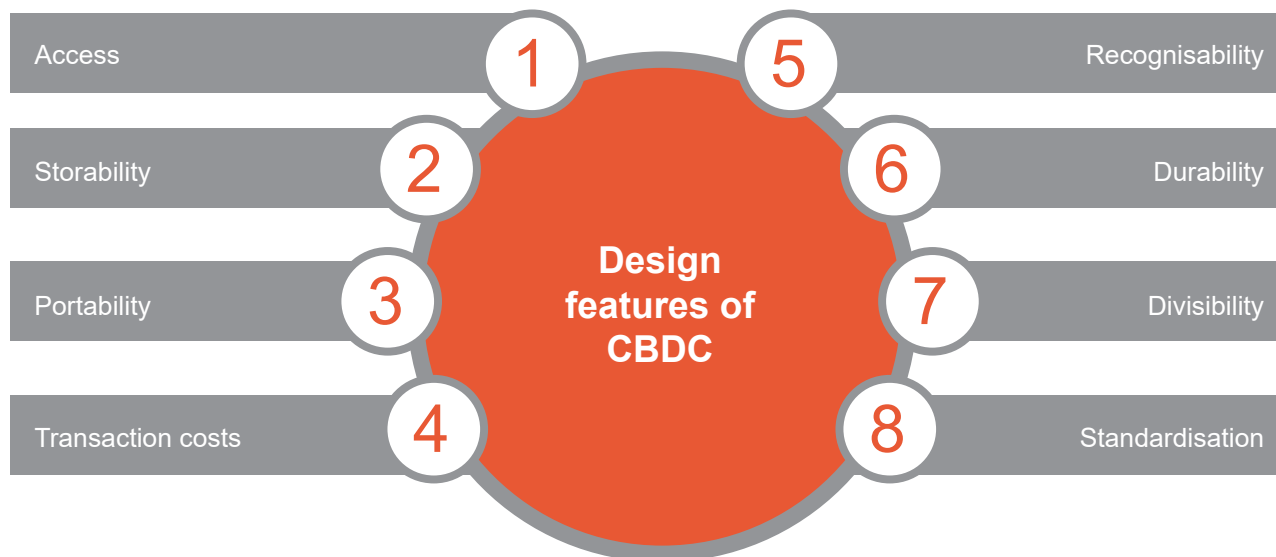 Access
1
Storability
2
Portability
3
Transaction costs
4
Design
features of
CBDC
5
Recognisability
6
Durability
7
Divisibility
8
Standardisation